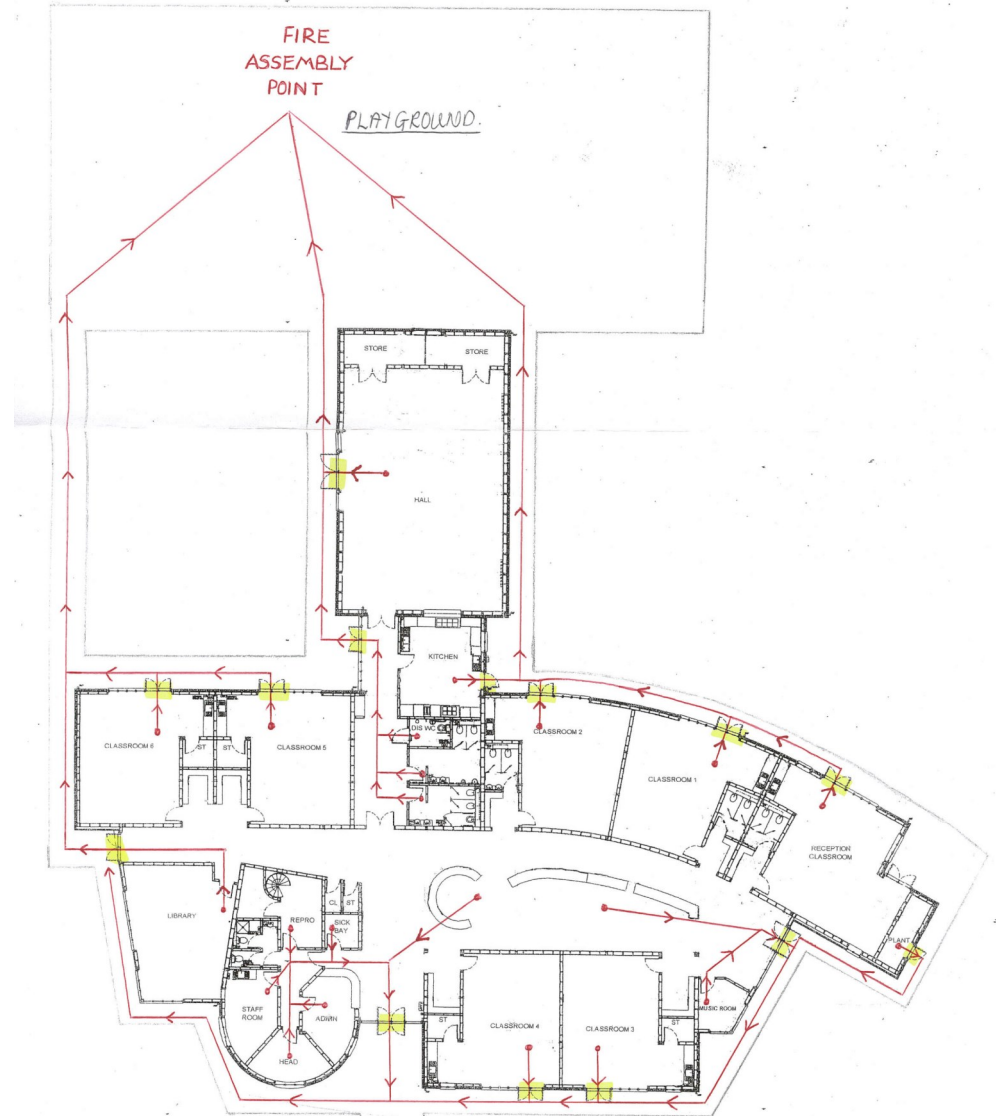 FIRE
ASSEMBLY
POINT
PLAYGROUND.
STORE
STORE
HALL
KITCHEN
DIS WC
CLASSROOM 6
ST
ST
CLASSROOM 5
CLASSROOM 2
CLASSROOM 1
RECEPTION
CLASSROOM
LIBRARY
REPRO
CL
ST
SICK
BAY
PLANT
STAFF
ROOM
ADMIN
HEAD
ST
CLASSROOM 4
CLASSROOM 3
ST
MUSIC ROOM